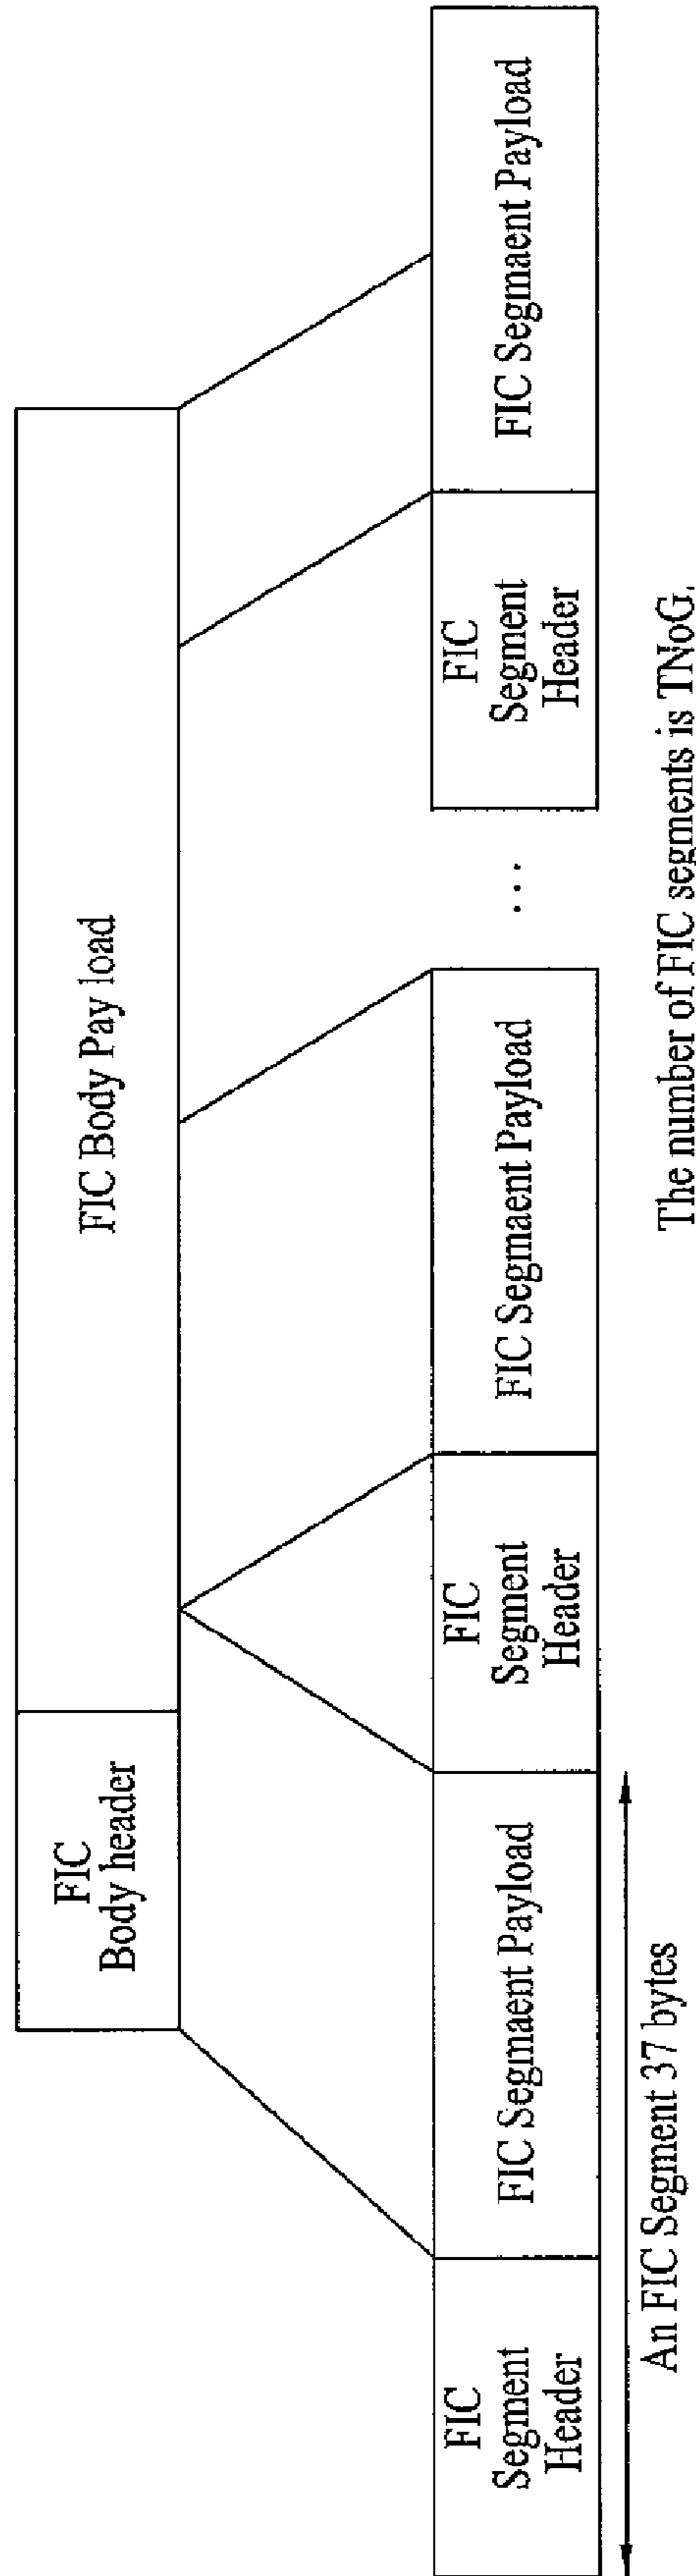 FIC
Body header
FIC Body Pay load
FIC
Segment
Header
FIC Segmaent Payload
FIC
Segment
Header
FIC Segmaent Payload
...
FIC
Segment
Header
FIC Segmaent Payload
An FIC Segment 37 bytes
The number of FIC segments is TNoG.